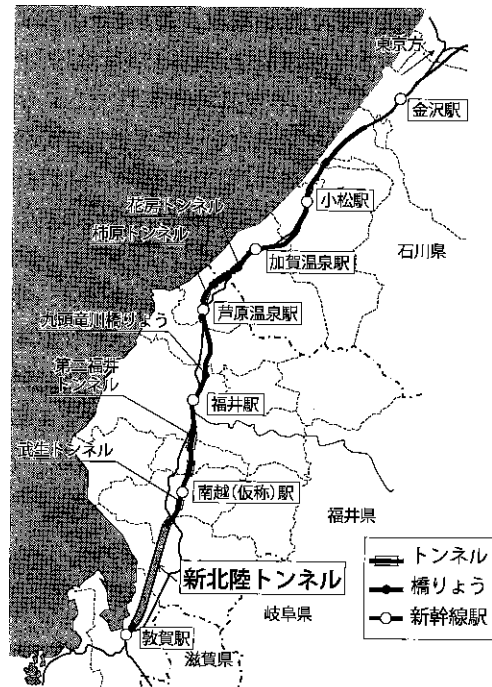 東京方
金沢駅
小松駅
花房トンネル
柿原トンネル
加賀温泉駅
石川県
芦原温泉駅
九頭竜川橋りょう
第二福井
トンネル
福井駅
武生トンネル
南越(仮称)駅
福井県
新北陸トンネル
岐阜県
敦賀駅
滋賀県
トンネル
橋りょう
新幹線駅